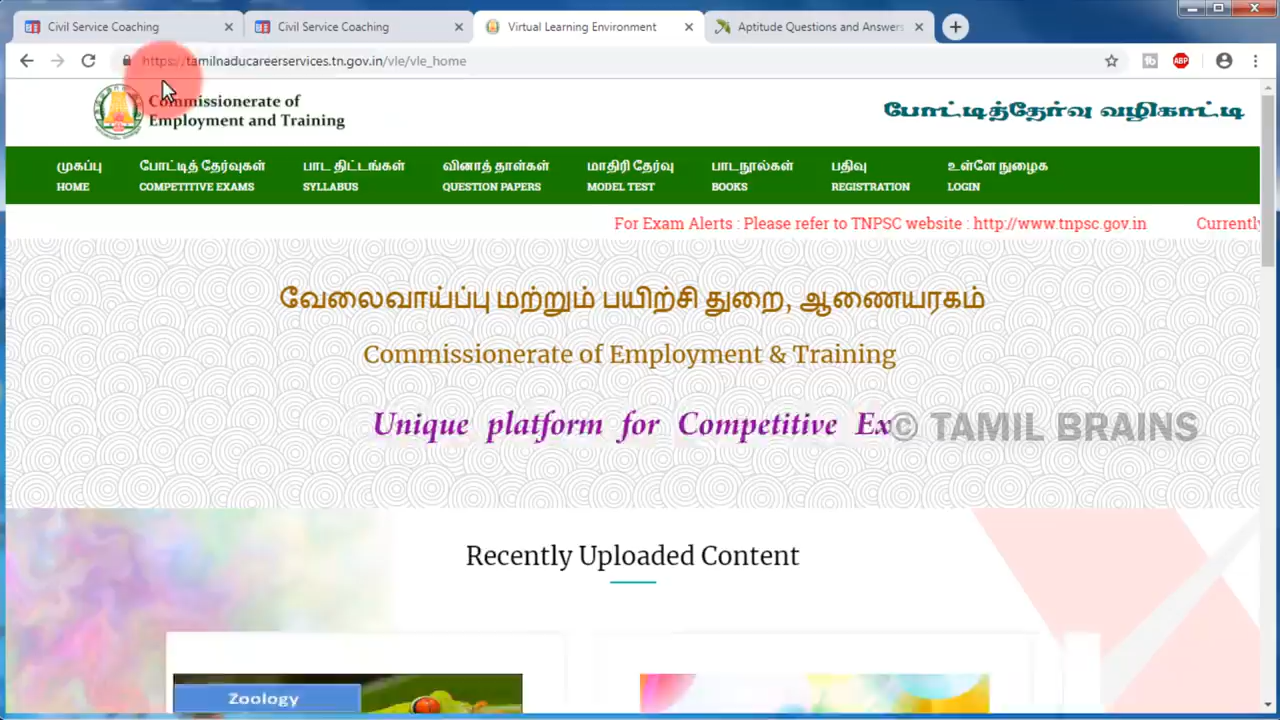 Civil Service Coaching
Civil Service Coaching
Virtual Learning Environment
Aptitude Questions and Answers
https://tamilnaducareerservices.tn.gov.in/vle/vle_home
ABP
Commissionerate of
Employment and Training
போட்டித்தேர்வு வழிகாட்டி
முகப்பு போட்டித் தேர்வுகள் பாட திட்டங்கள் வினாத் தாள்கள் மாதிரி தேர்வு பாடநூல்கள் பதிவு உள்ளே நுழைக
HOME COMPETITIVE EXAMS SYLLABUS QUESTION PAPERS MODEL TEST BOOKS REGISTRATION LOGIN
For Exam Alerts : Please refer to TNPSC website : http://www.tnpsc.gov.in Currently
வேலைவாய்ப்பு மற்றும் பயிற்சி துறை, ஆணையரகம்
Commissionerate of Employment & Training
Unique platform for Competitive Ex
© TAMIL BRAINS
Recently Uploaded Content
Zoology